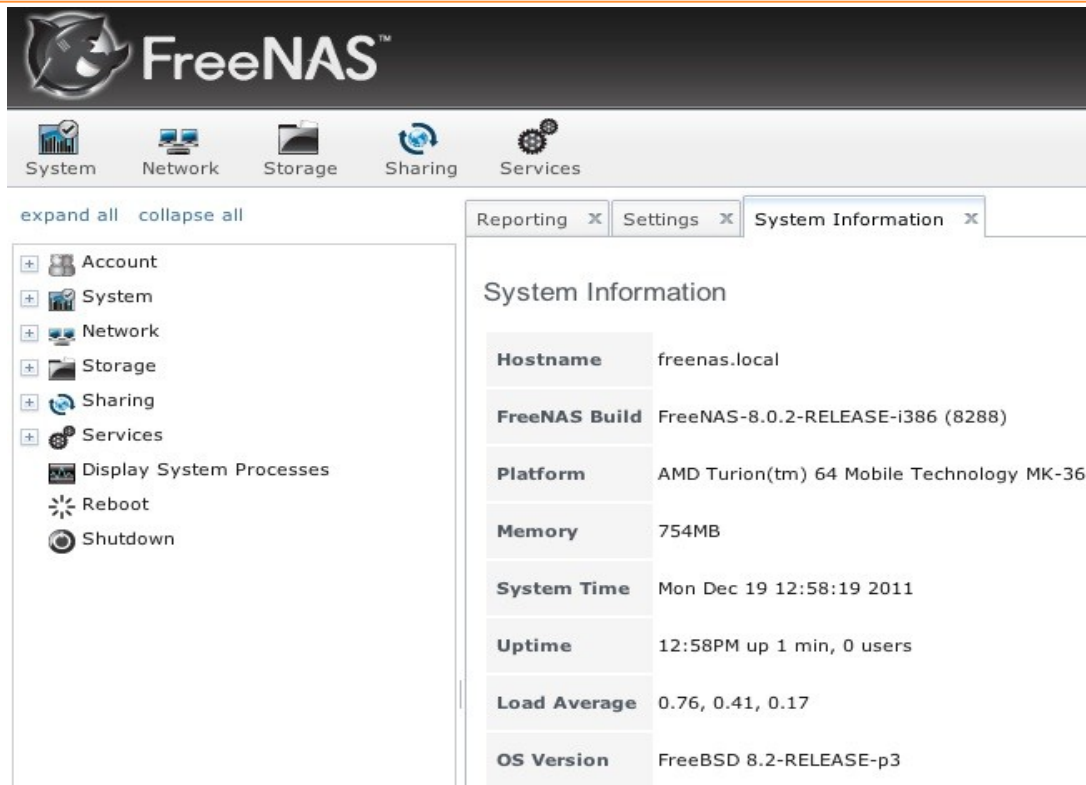 FreeNAS™
System Network Storage Sharing Services
expand all collapse all
Reporting x Settings x System Information x
Account
System
Network
Storage
Sharing
Services
Display System Processes
Reboot
Shutdown
System Information
Hostname freenas.local
FreeNAS Build FreeNAS-8.0.2-RELEASE-i386 (8288)
Platform AMD Turion(tm) 64 Mobile Technology MK-36
Memory 754MB
System Time Mon Dec 19 12:58:19 2011
Uptime 12:58PM up 1 min, 0 users
Load Average 0.76, 0.41, 0.17
OS Version FreeBSD 8.2-RELEASE-p3